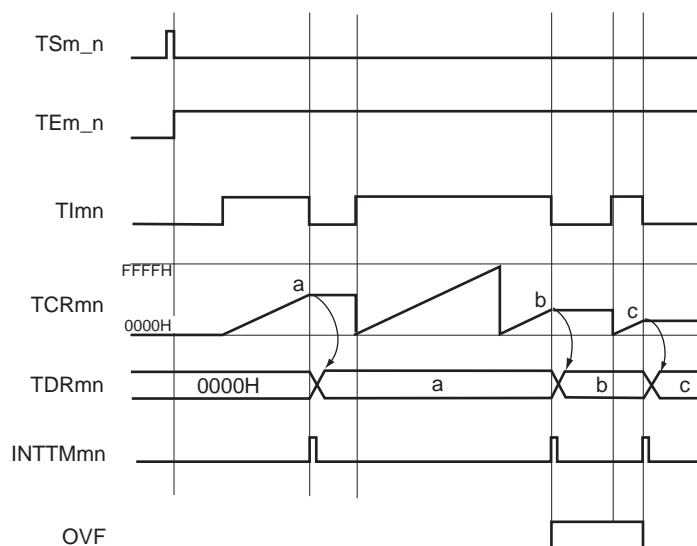 TSm_n
TEm_n
TImn
FFFFH
a
b
TCRmn
c
0000H
TDRmn
0000H
a
b
c
INTTMmn
OVF